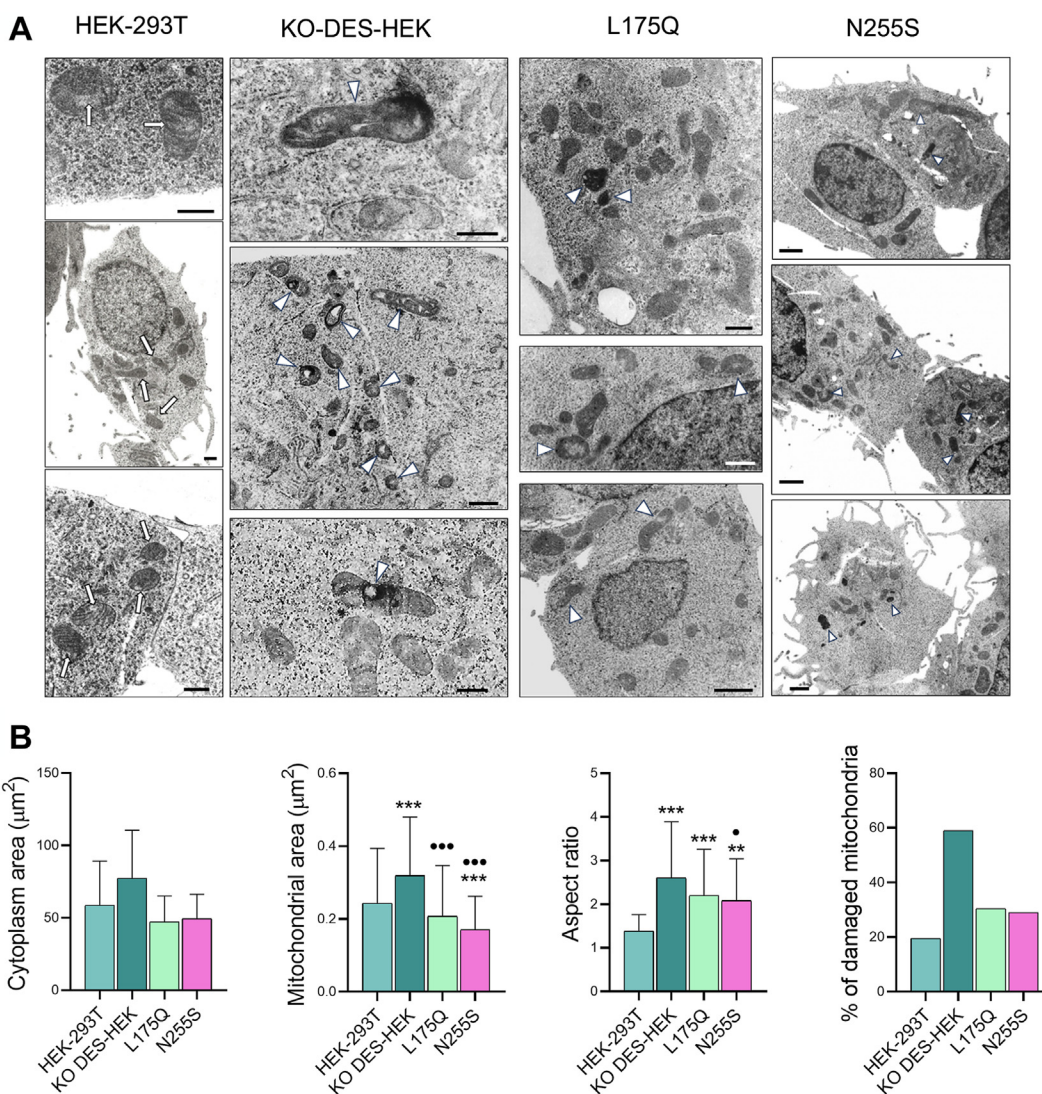 A
HEK-293T
KO-DES-HEK
L175Q
N255S
B
Cytoplasm area (μm²)
150
100
50
0
HEK-293T
KO DES-HEK
L175Q
N255S
Mitochondrial area (μm²)
0.6
0.4
0.2
0.0
***
•••
•••
***
HEK-293T
KO DES-HEK
L175Q
N255S
Aspect ratio
5
4
3
2
1
0
***
***
•
**
HEK-293T
KO DES-HEK
L175Q
N255S
% of damaged mitochondria
80
60
40
20
0
HEK-293T
KO DES-HEK
L175Q
N255S